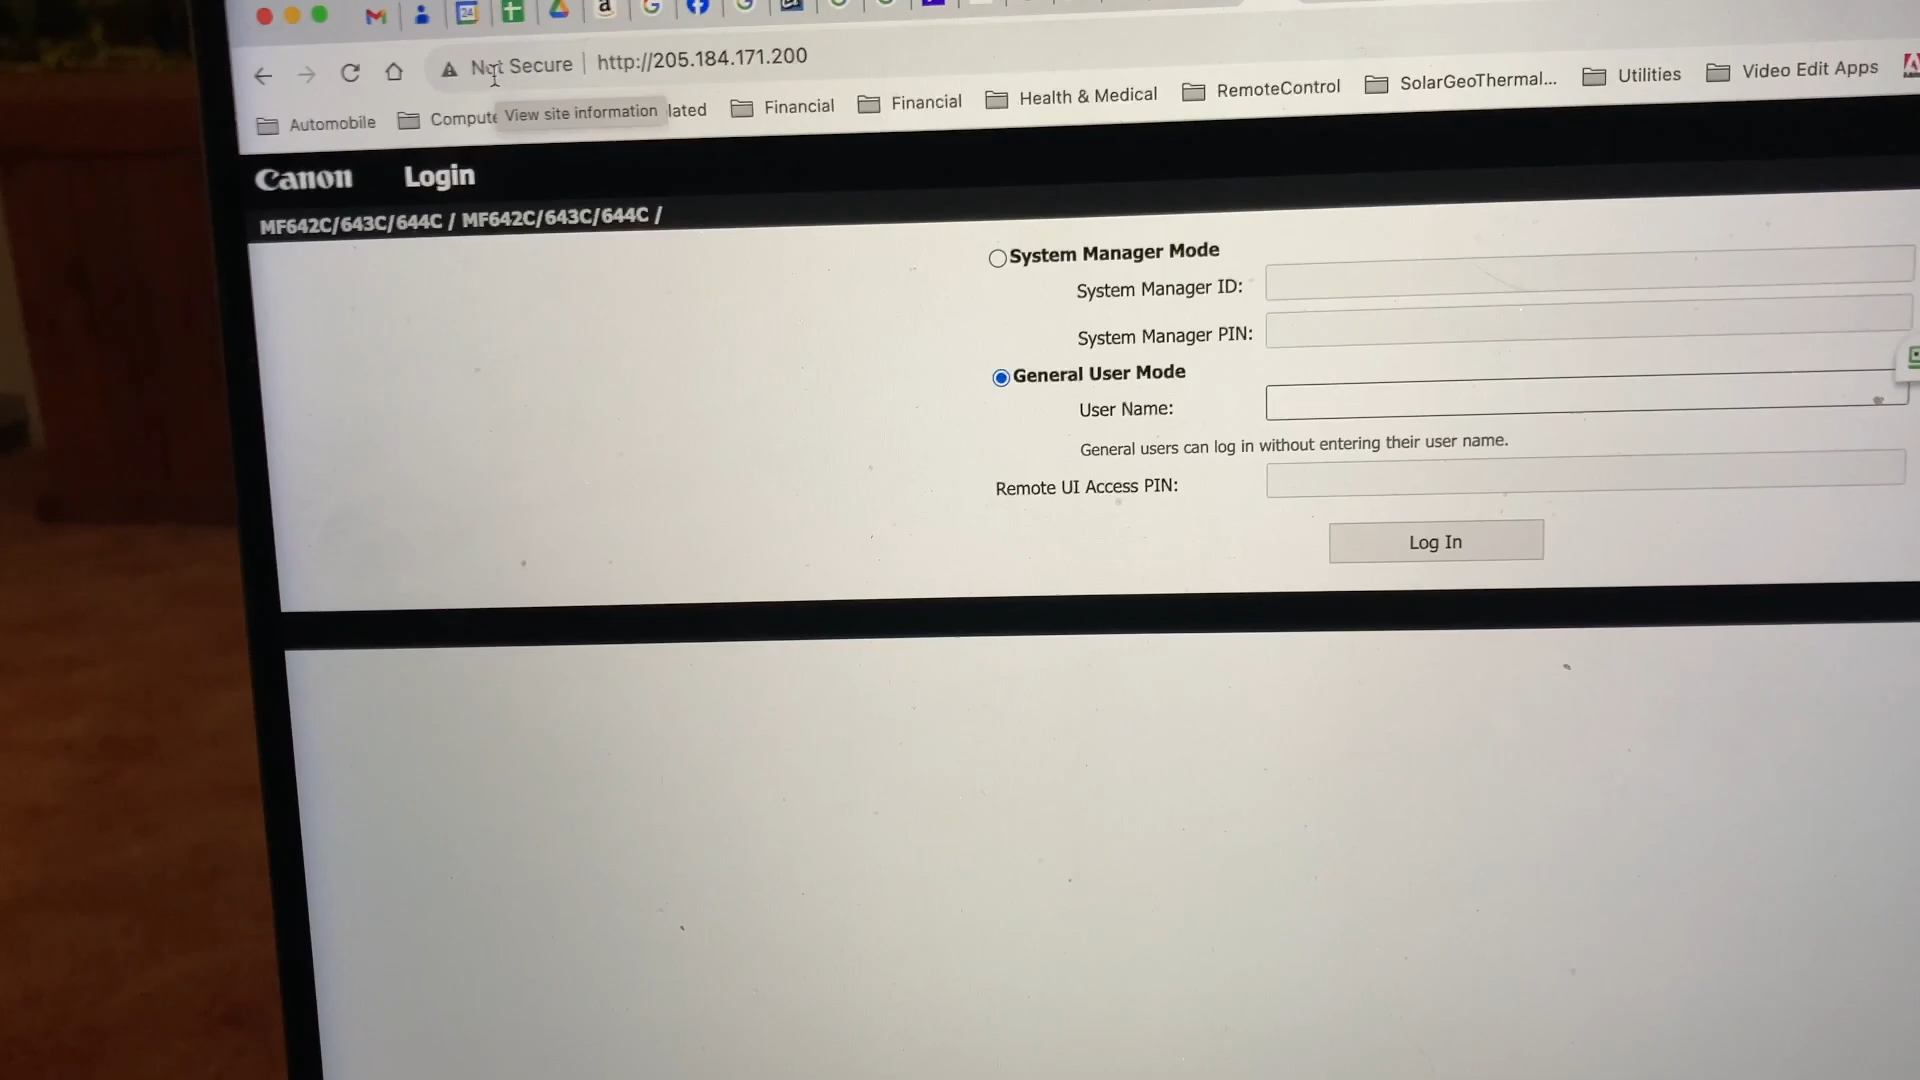 24
a
Not Secure | http://205.184.171.200
Automobile Compute View site information lated Financial Financial Health & Medical RemoteControl SolarGeoThermal... Utilities Video Edit Apps
Canon Login
MF642C/643C/644C / MF642C/643C/644C /
System Manager Mode
System Manager ID:
System Manager PIN:
General User Mode
User Name:
General users can log in without entering their user name.
Remote UI Access PIN:
Log In